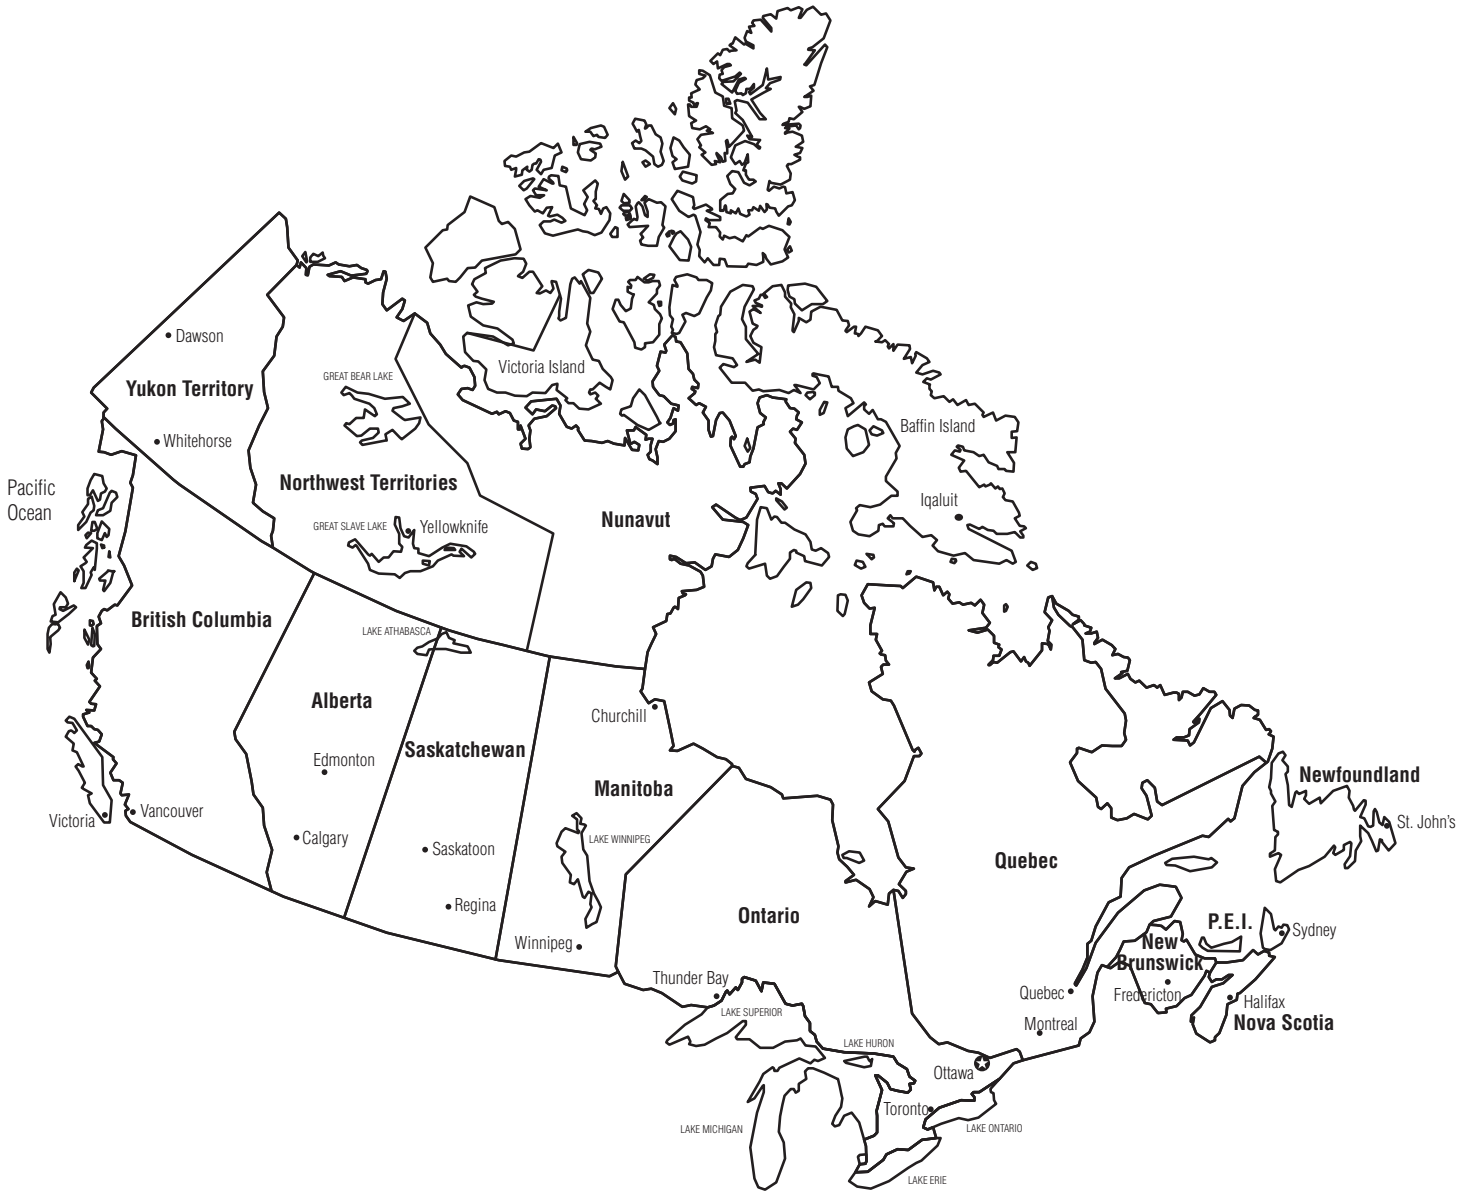 Dawson
Yukon Territory
Whitehorse
GREAT BEAR LAKE
Victoria Island
Baffin Island
Pacific
Ocean
Northwest Territories
GREAT SLAVE LAKE
Yellowknife
Nunavut
Iqaluit
British Columbia
LAKE ATHABASCA
Alberta
Churchill
Saskatchewan
Edmonton
Manitoba
Newfoundland
Victoria
Vancouver
Calgary
Saskatoon
LAKE WINNIPEG
St. John's
Quebec
Regina
Ontario
Winnipeg
P.E.I.
Sydney
New
Brunswick
Thunder Bay
Quebec
Fredericton
Halifax
LAKE SUPERIOR
Montreal
Nova Scotia
LAKE HURON
Ottawa
Toronto
LAKE MICHIGAN
LAKE ONTARIO
LAKE ERIE